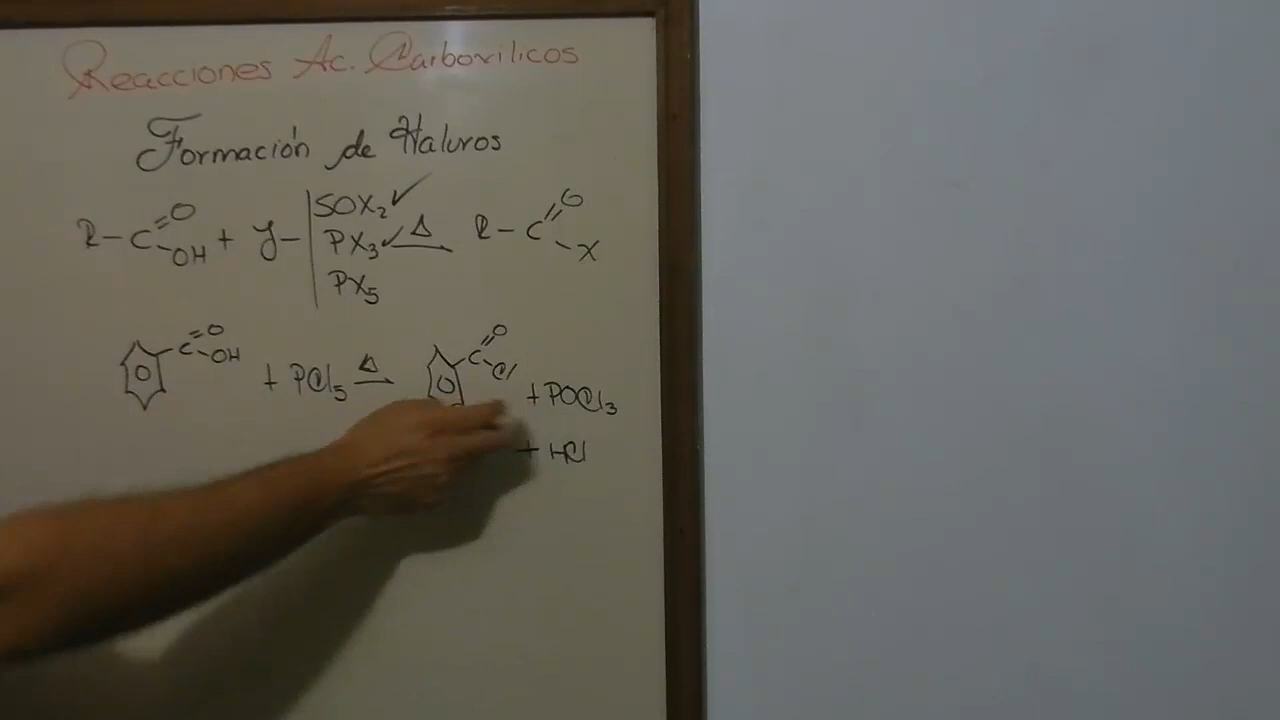 Reacciones Ac. Carboxilicos
Formación de Haluros
R-C=O-OH + y- | SOX2 ✓ PX3 ✓ PX5 Δ R-C=O-X
C=O-OH + PCl5 Δ C=O-Cl + POCl3
+ HCl